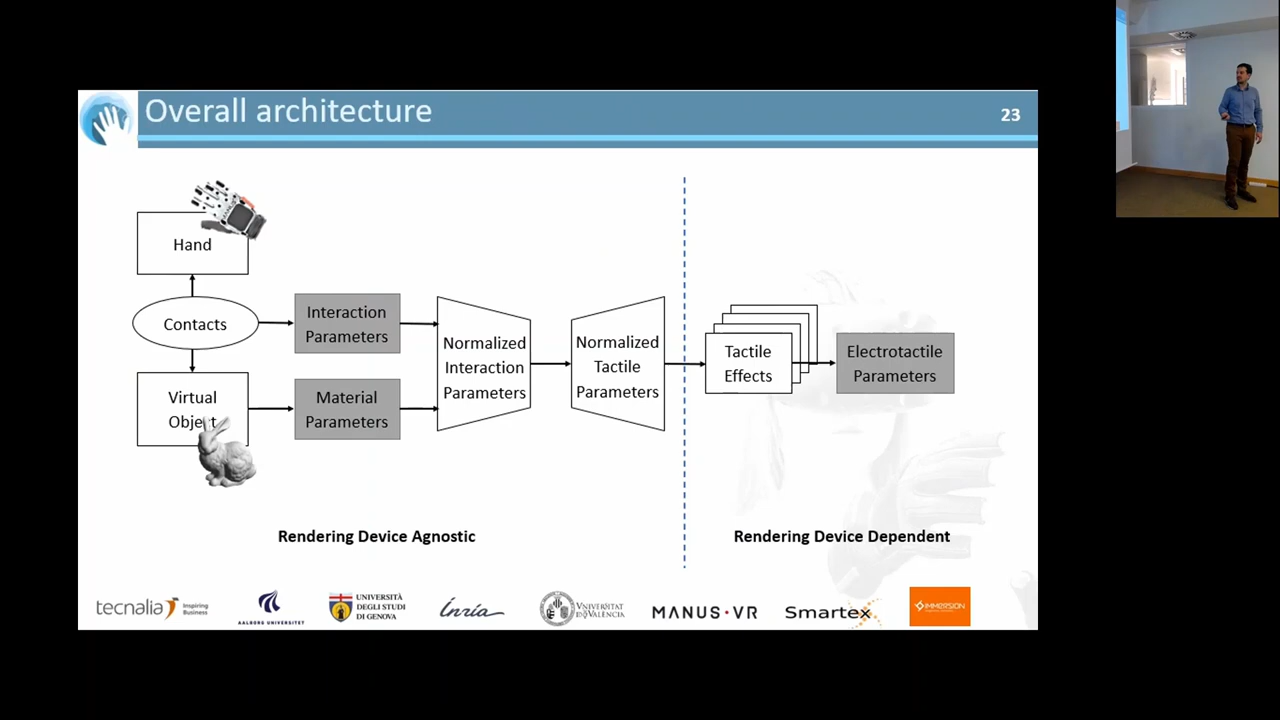 Overall architecture
23
Hand
Contacts
Virtual
Object
Interaction
Parameters
Material
Parameters
Normalized
Interaction
Parameters
Normalized
Tactile
Parameters
Tactile
Effects
Electrotactile
Parameters
Rendering Device Agnostic
Rendering Device Dependent
tecnalia Inspiring
Business
AALBORG UNIVERSITET
UNIVERSITÀ
DEGLI STUDI
DI GENOVA
Inria
VNIVERSITAT
DE VALÈNCIA
MANUS·VR
Smartex
IMMERSION